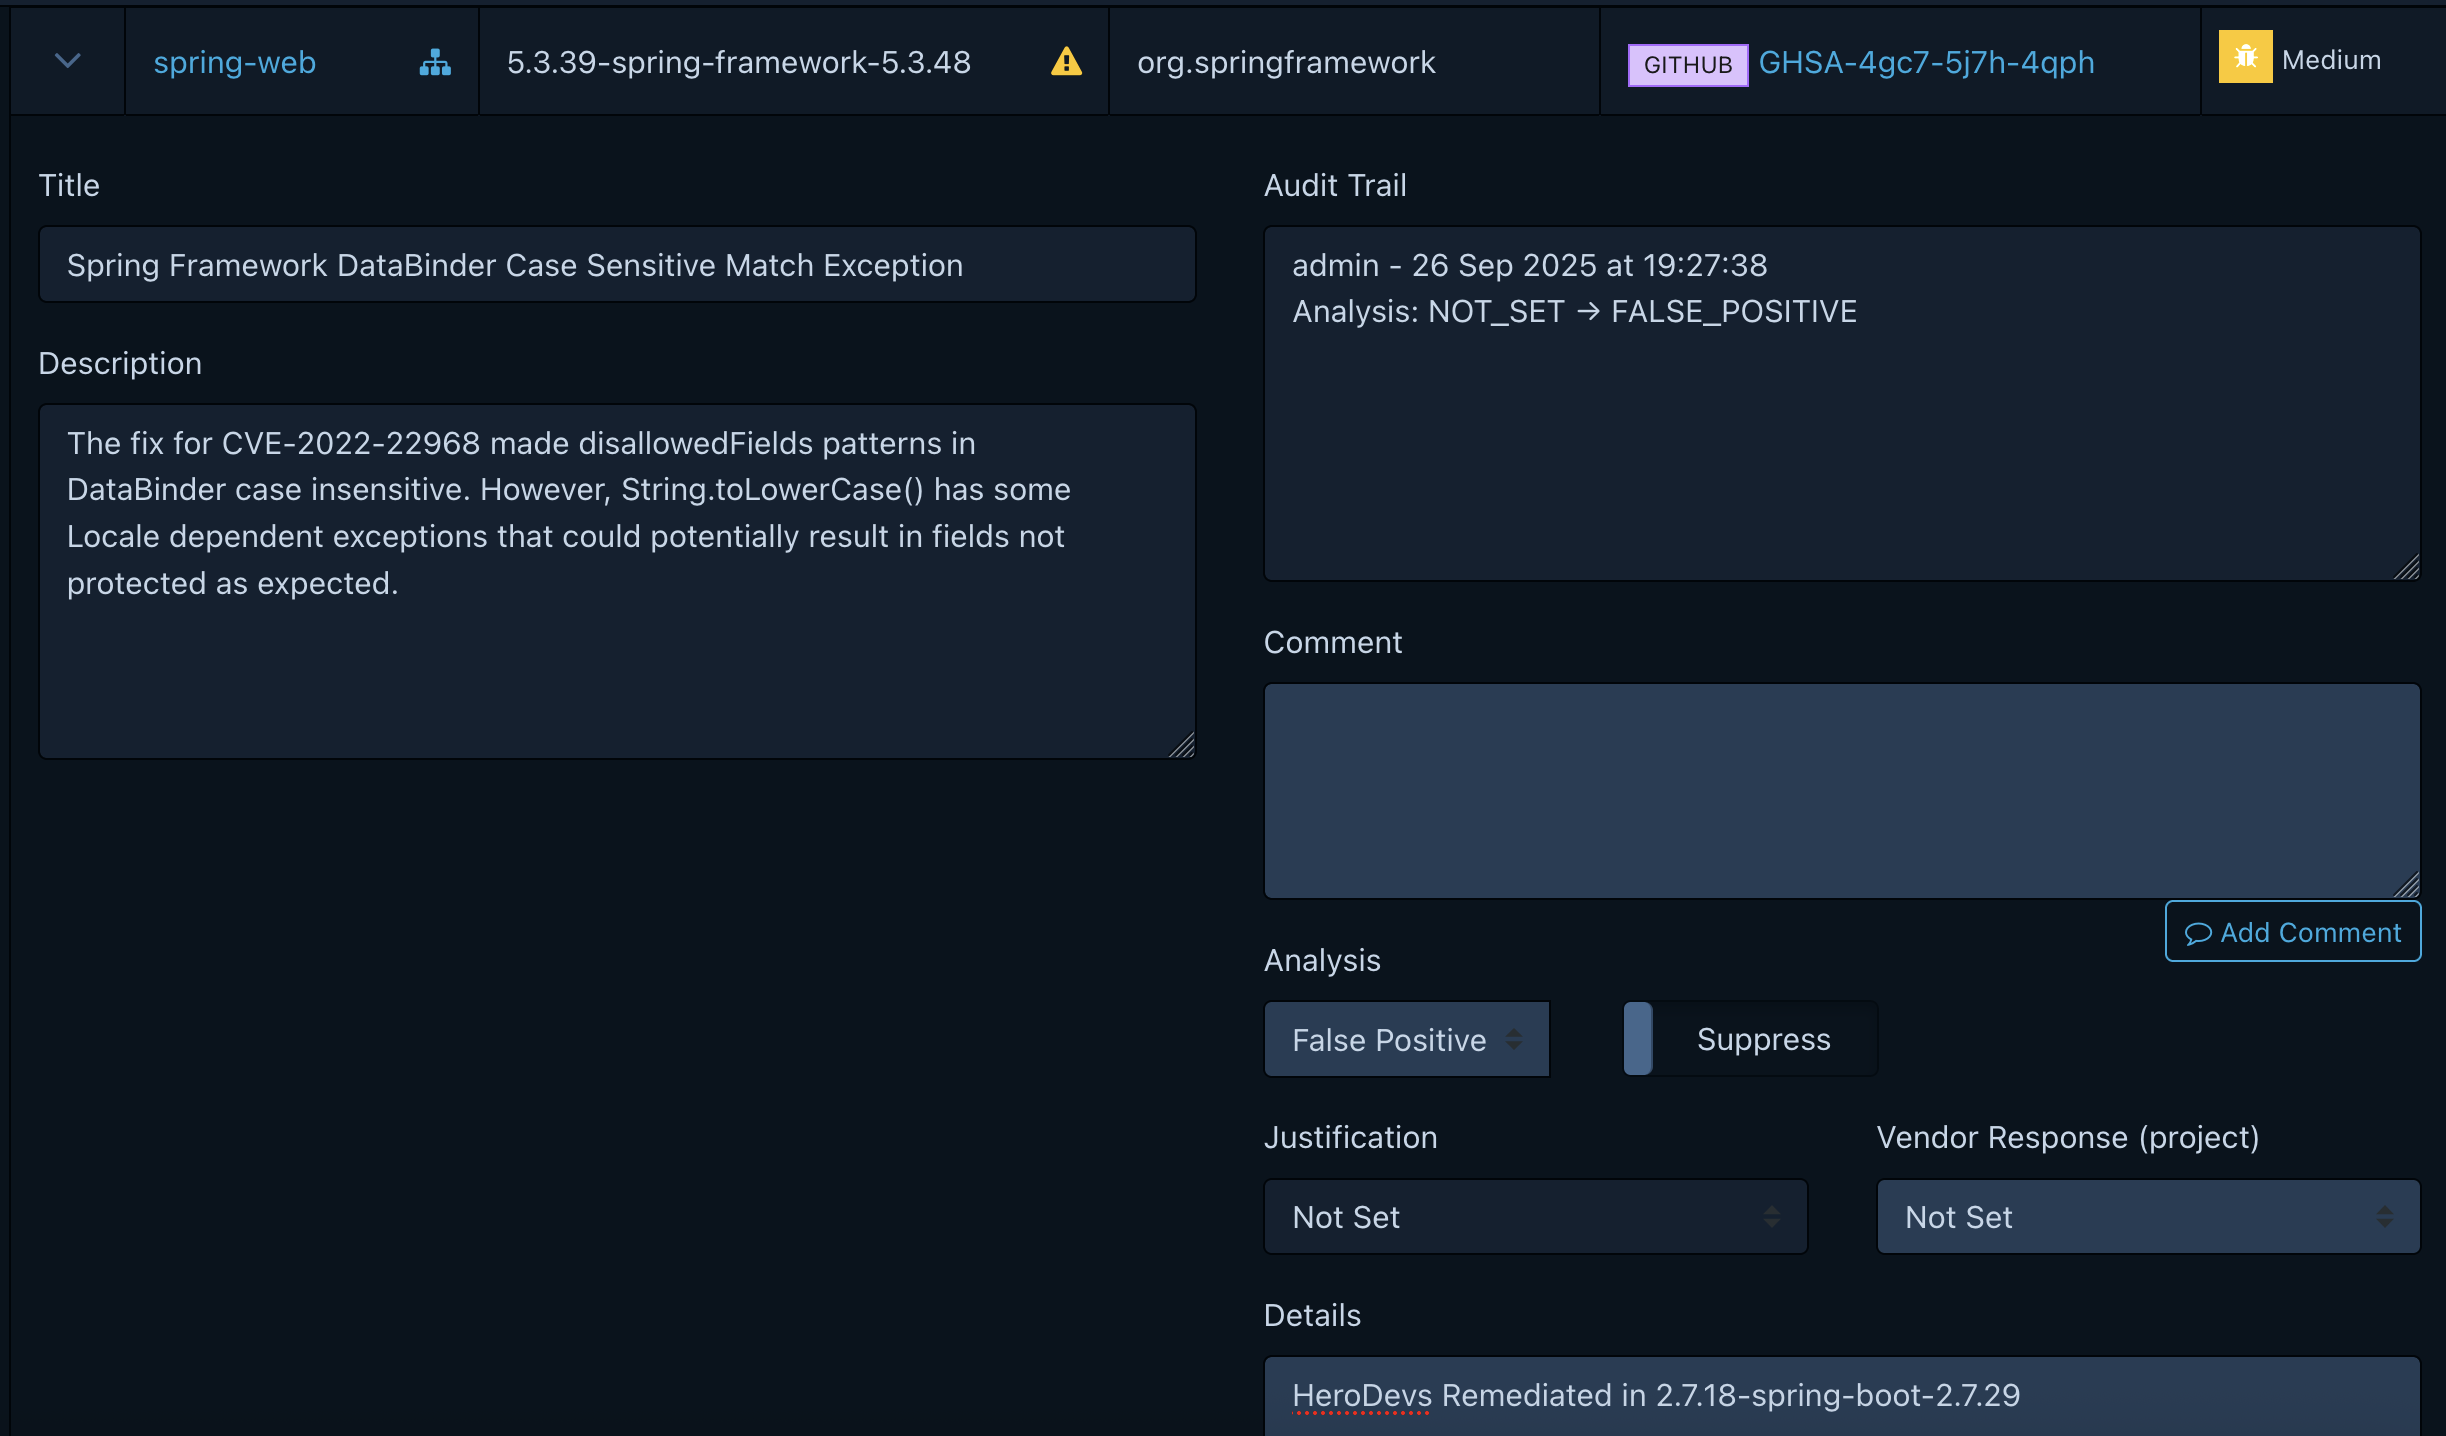 spring-web
5.3.39-spring-framework-5.3.48
org.springframework
GITHUB GHSA-4gc7-5j7h-4qph
Medium
Title
Spring Framework DataBinder Case Sensitive Match Exception
Description
The fix for CVE-2022-22968 made disallowedFields patterns in
DataBinder case insensitive. However, String.toLowerCase() has some
Locale dependent exceptions that could potentially result in fields not
protected as expected.
Audit Trail
admin - 26 Sep 2025 at 19:27:38
Analysis: NOT_SET → FALSE_POSITIVE
Comment
Add Comment
Analysis
False Positive
Suppress
Justification
Vendor Response (project)
Not Set
Not Set
Details
HeroDevs Remediated in 2.7.18-spring-boot-2.7.29